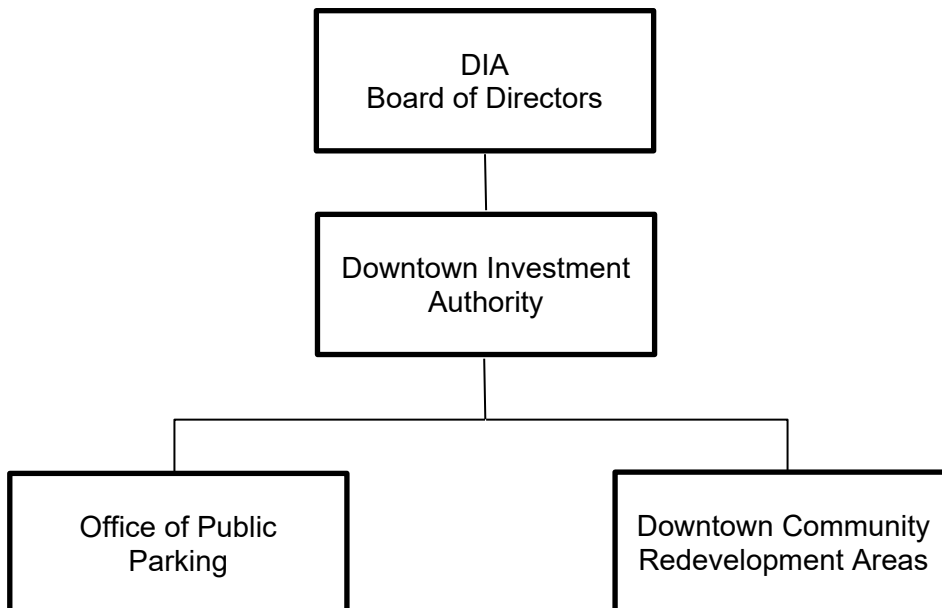 DIA
Board of Directors
Downtown Investment
Authority
Office of Public
Parking
Downtown Community
Redevelopment Areas